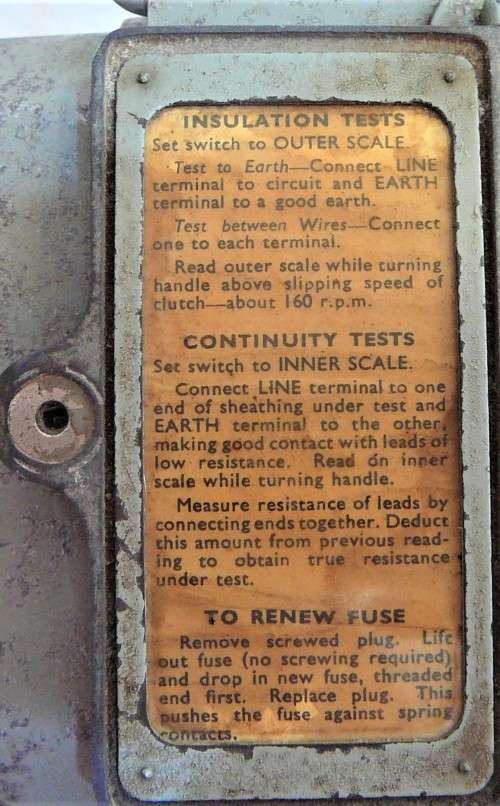 INSULATION TESTS
Set switch to OUTER SCALE.
Test to Earth—Connect LINE
terminal to circuit and EARTH
terminal to a good earth.
Test between Wires—Connect
one to each terminal.
Read outer scale while turning
handle above slipping speed of
clutch—about 160 r.p.m.
CONTINUITY TESTS
Set switch to INNER SCALE.
Connect LINE terminal to one
end of sheathing under test and
EARTH terminal to the other,
making good contact with leads of
low resistance. Read on inner
scale while turning handle.
Measure resistance of leads by
connecting ends together. Deduct
this amount from previous read-
ing to obtain true resistance
under test.
TO RENEW FUSE
Remove screwed plug. Lift
out fuse (no screwing required)
and drop in new fuse, threaded
end first. Replace plug. This
pushes the fuse against spring
contacts.